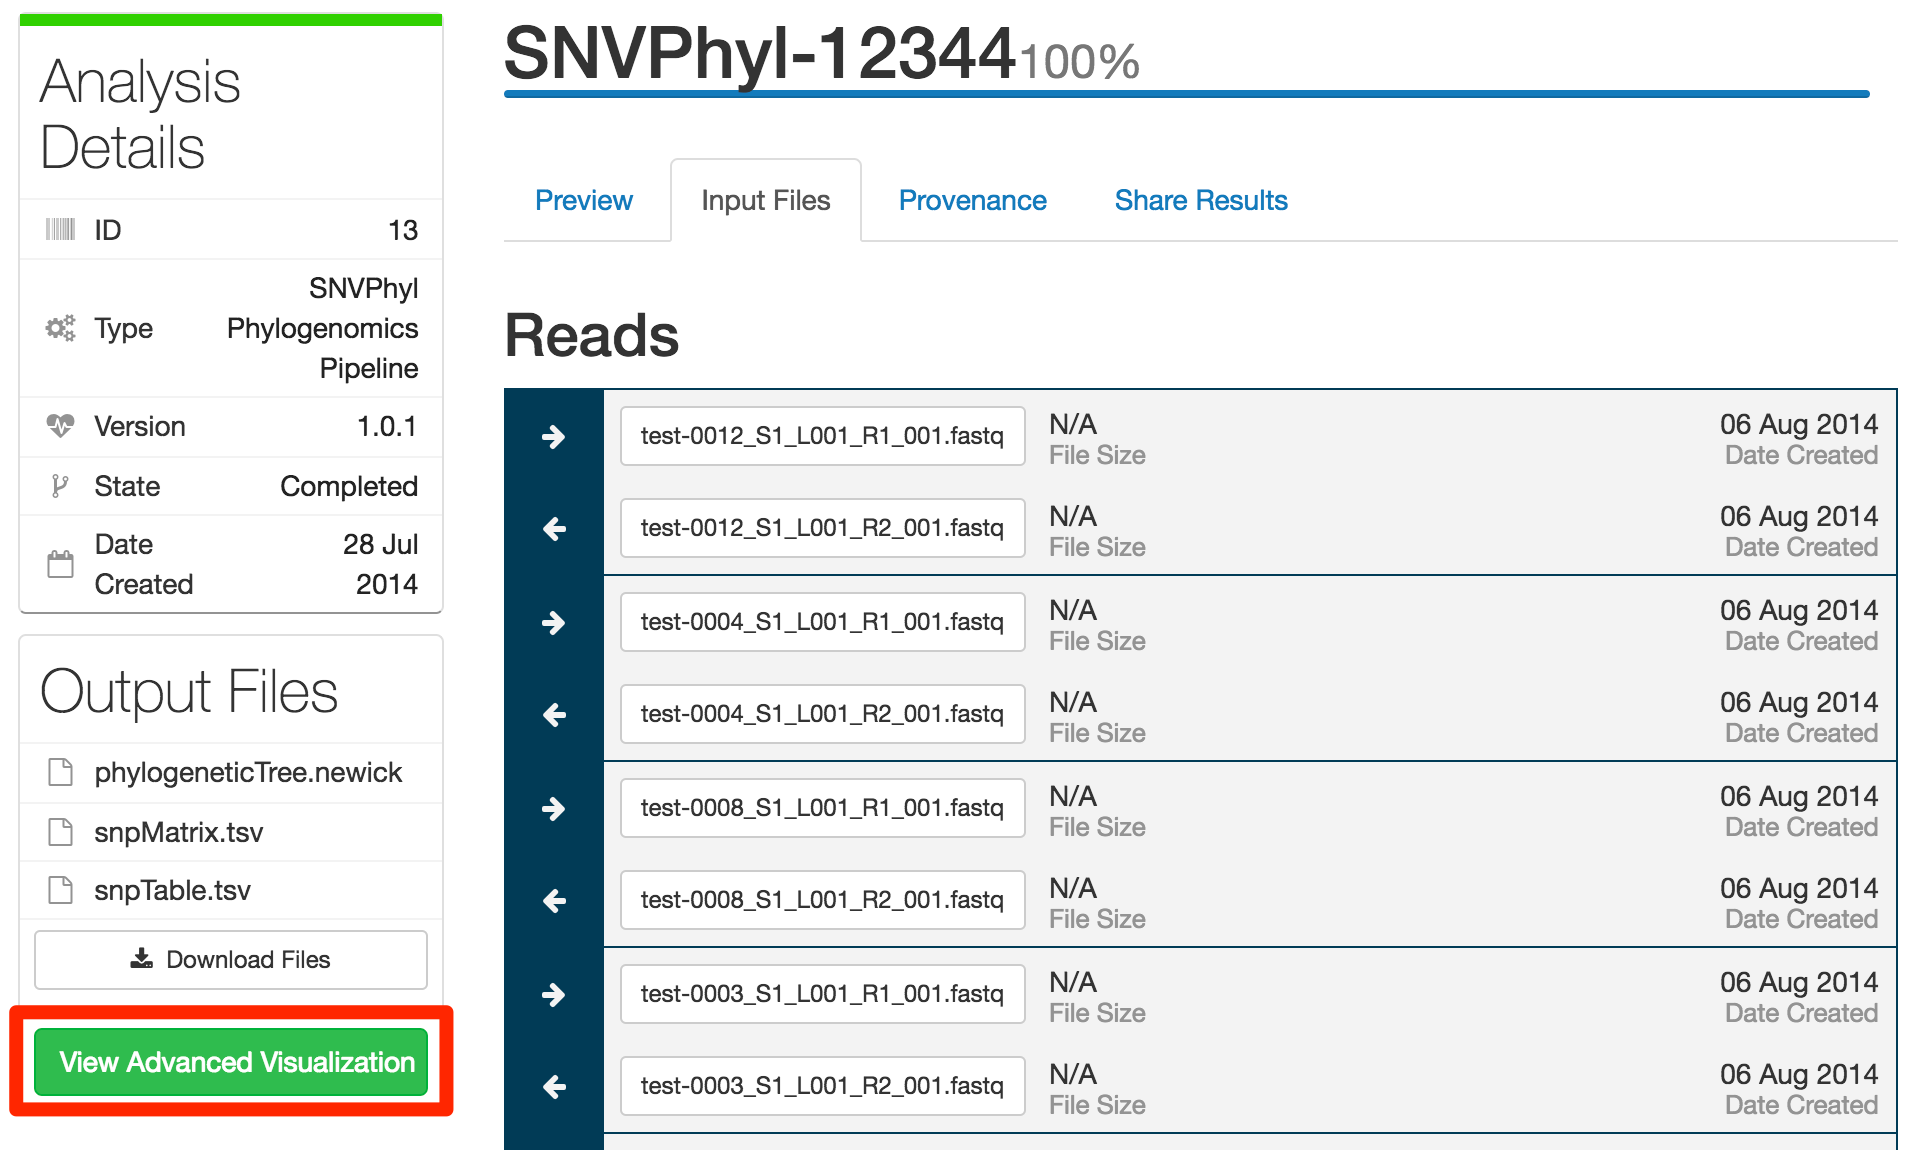 Analysis
Details
ID 13
Type SNVPhyl
Phylogenomics
Pipeline
Version 1.0.1
State Completed
Date 28 Jul
Created 2014
Output Files
phylogeneticTree.newick
snpMatrix.tsv
snpTable.tsv
Download Files
View Advanced Visualization
SNVPhyl-12344 100%
Preview Input Files Provenance Share Results
Reads
test-0012_S1_L001_R1_001.fastq N/A 06 Aug 2014
File Size Date Created
test-0012_S1_L001_R2_001.fastq N/A 06 Aug 2014
File Size Date Created
test-0004_S1_L001_R1_001.fastq N/A 06 Aug 2014
File Size Date Created
test-0004_S1_L001_R2_001.fastq N/A 06 Aug 2014
File Size Date Created
test-0008_S1_L001_R1_001.fastq N/A 06 Aug 2014
File Size Date Created
test-0008_S1_L001_R2_001.fastq N/A 06 Aug 2014
File Size Date Created
test-0003_S1_L001_R1_001.fastq N/A 06 Aug 2014
File Size Date Created
test-0003_S1_L001_R2_001.fastq N/A 06 Aug 2014
File Size Date Created